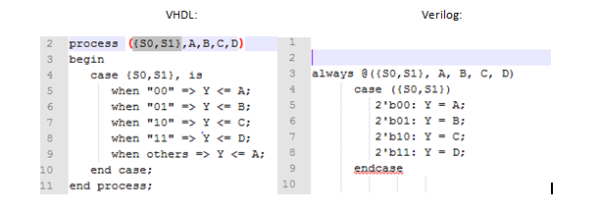 VHDL:
2 process ({S0,S1},A,B,C,D)
3 begin
4 case {S0,S1}, is
5 when "00" => Y <= A;
6 when "01" => Y <= B;
7 when "10" => Y <= C;
8 when "11" => Y <= D;
9 when others => Y <= A;
10 end case;
11 end process;
Verilog:
1
2
3 always @({S0,S1}, A, B, C, D)
4 case ({S0,S1})
5 2'b00: Y = A;
6 2'b01: Y = B;
7 2'b10: Y = C;
8 2'b11: Y = D;
9 endcase
10